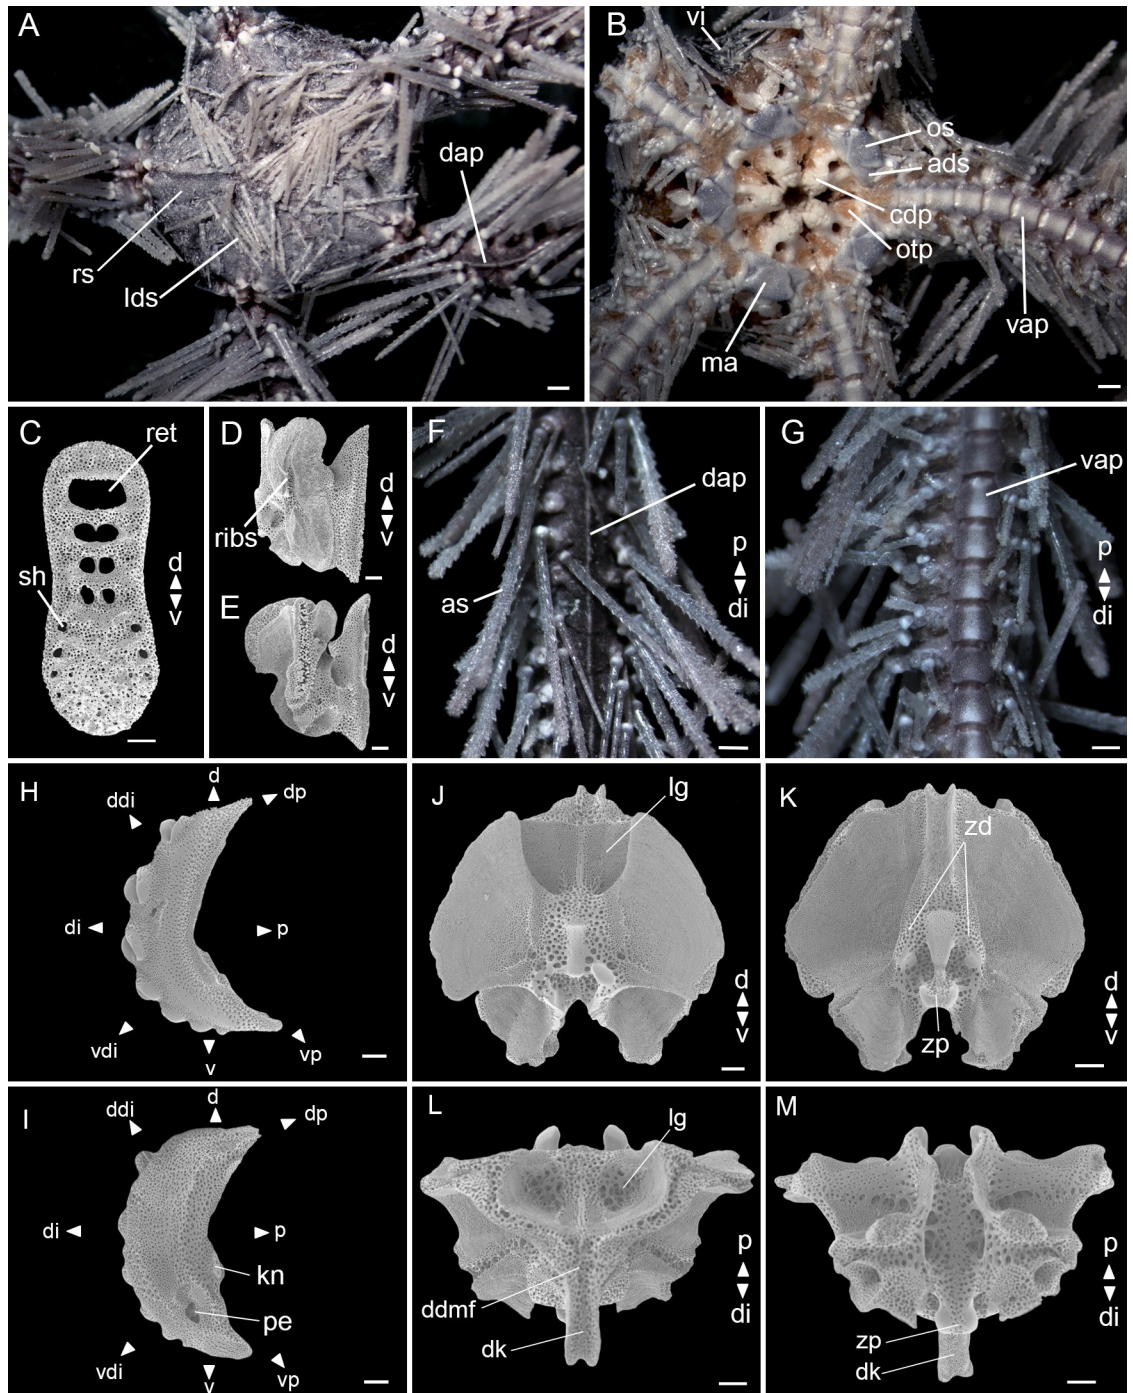 A
dap
rs
lds
B
vi
os
ads
cdp
otp
vap
ma
C
ret
sh
d
v
D
ribs
d
v
E
d
v
F
dap
as
p
di
G
vap
p
di
H
d
ddi
dp
di
p
vdi
v
vp
J
lg
d
v
K
zd
zp
d
v
I
d
ddi
dp
di
p
kn
pe
vdi
v
vp
L
lg
ddmf
dk
p
di
M
zp
dk
p
di